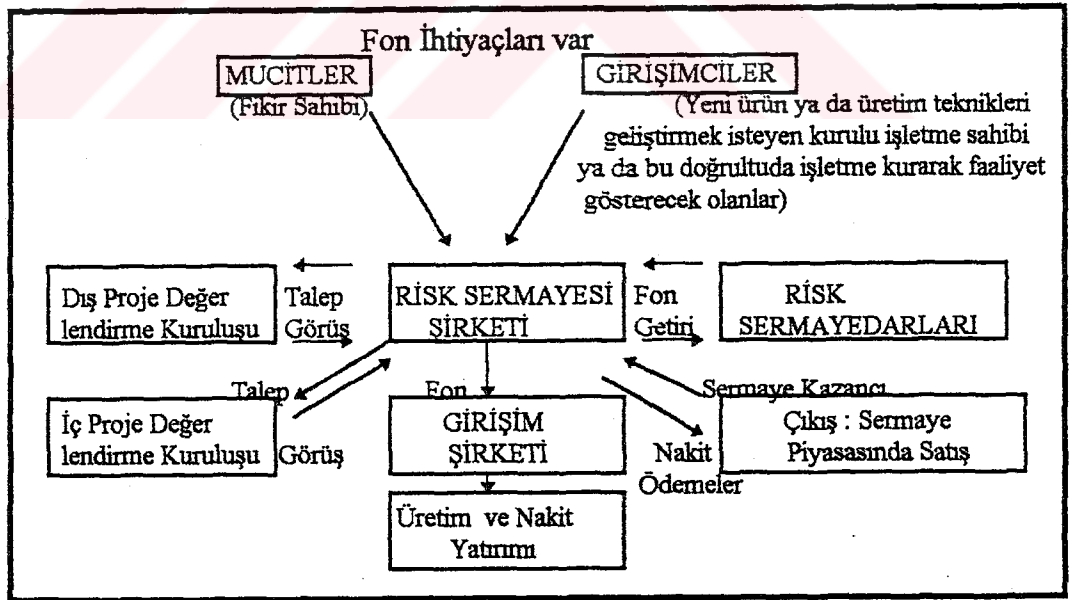 Fon İhtiyaçları var
MUCİTLER
(Fikir Sahibi)
GİRİŞİMCİLER
(Yeni ürün ya da üretim teknikleri
geliştirmek isteyen kurulu işletme sahibi
ya da bu doğrultuda işletme kurarak faaliyet
gösterecek olanlar)
Dış Proje Değer
lendirme Kuruluşu
Talep
Görüş
RİSK SERMAYESİ
ŞİRKETİ
Fon
Getiri
RİSK
SERMAYEDARLARI
Talep
Fon
Sermaye Kazancı
İç Proje Değer
lendirme Kuruluşu
Görüş
GİRİŞİM
ŞİRKETİ
Nakit
Ödemeler
Çıkış : Sermaye
Piyasasında Satış
Üretim ve Nakit
Yatırımı